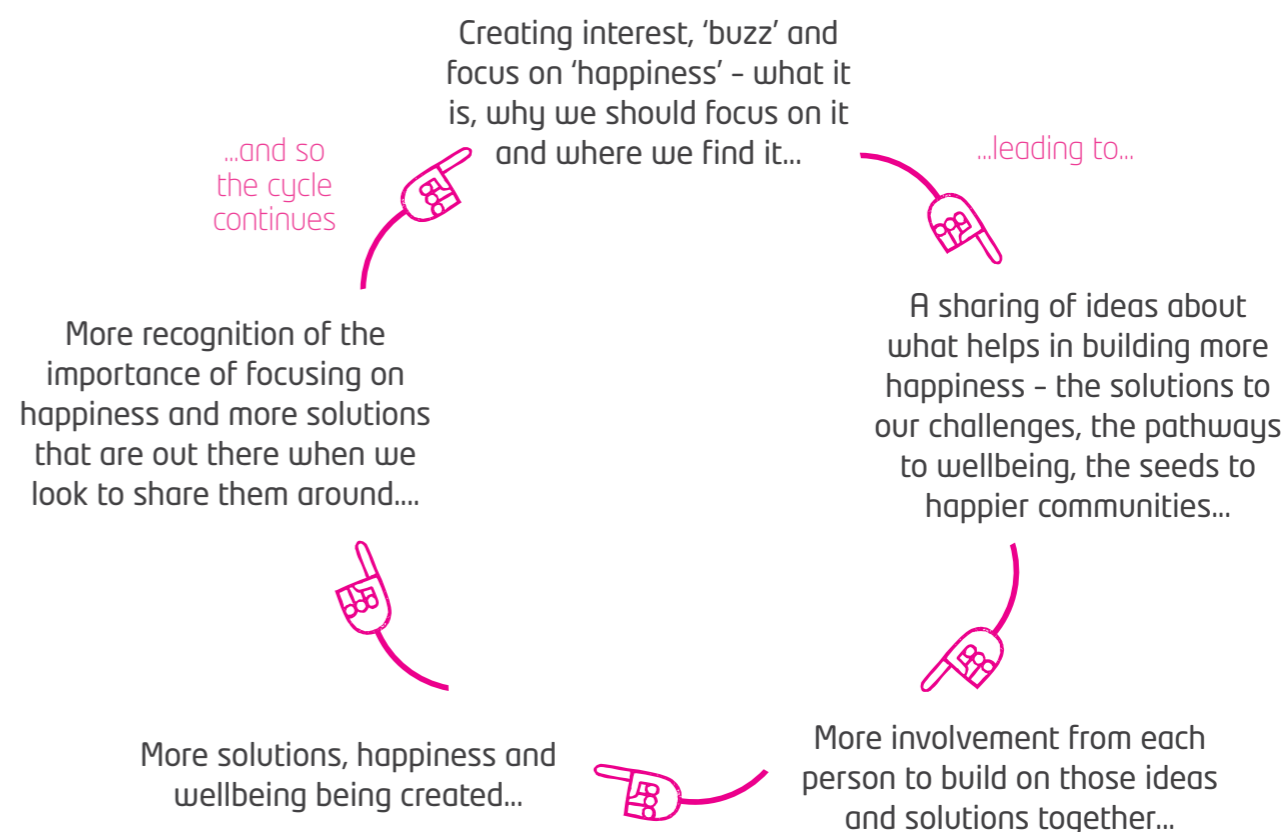 Creating interest, ‘buzz’ and
focus on ‘happiness’ – what it
is, why we should focus on it
and where we find it...
...leading to...
A sharing of ideas about
what helps in building more
happiness – the solutions to
our challenges, the pathways
to wellbeing, the seeds to
happier communities...
More involvement from each
person to build on those ideas
and solutions together...
More solutions, happiness and
wellbeing being created...
More recognition of the
importance of focusing on
happiness and more solutions
that are out there when we
look to share them around....
...and so
the cycle
continues